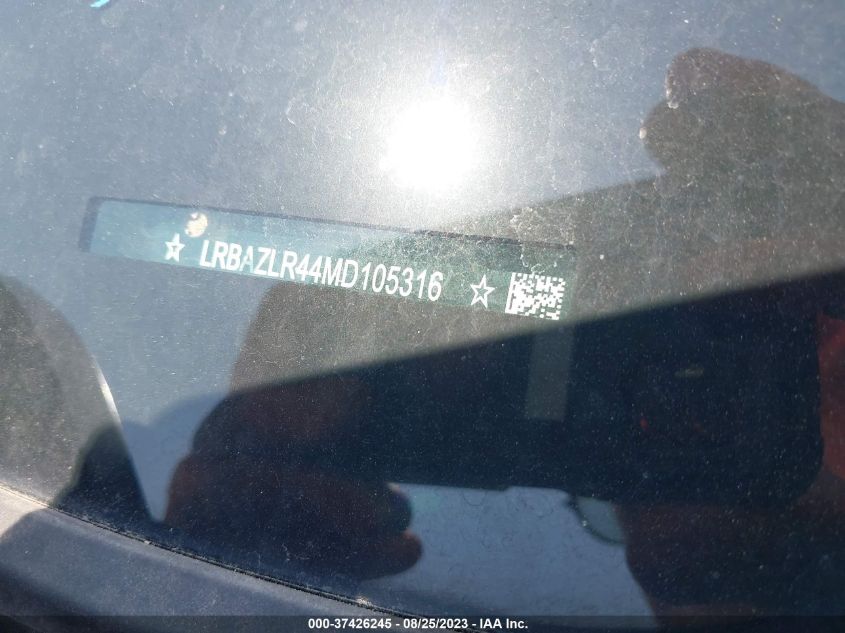 ☆ LRBAZLR44MD105316 ☆
000-37426245 - 08/25/2023 - IAA Inc.